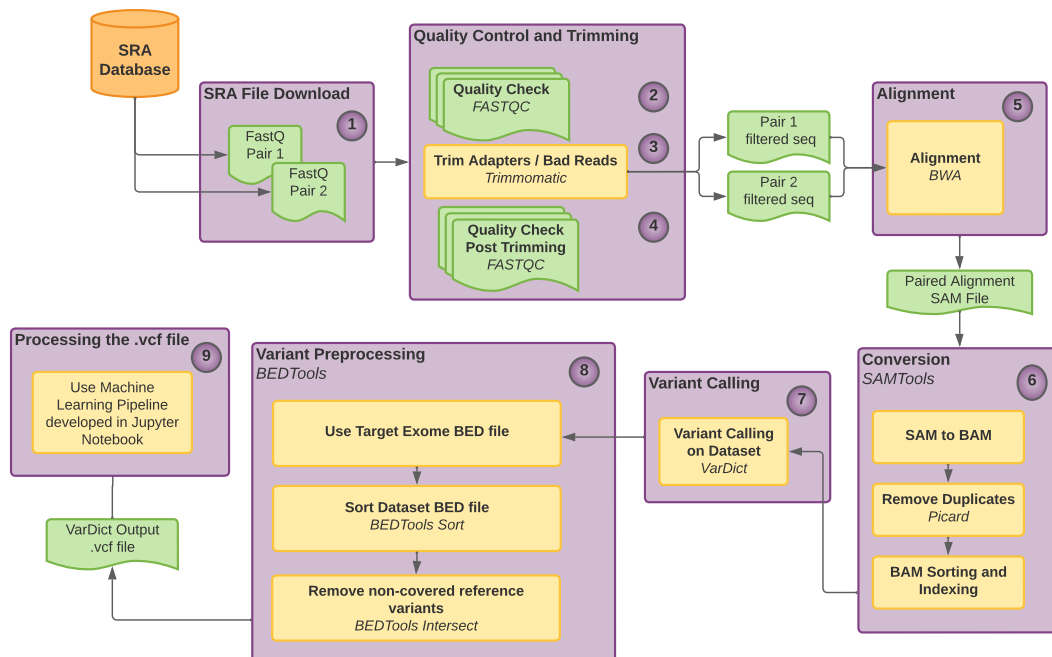 SRA
Database
SRA File Download
1
FastQ
Pair 1
FastQ
Pair 2
Quality Control and Trimming
Quality Check
FASTQC
2
Trim Adapters / Bad Reads
Trimmomatic
3
Quality Check
Post Trimming
FASTQC
4
Pair 1
filtered seq
Pair 2
filtered seq
Alignment
5
Alignment
BWA
Paired Alignment
SAM File
Conversion
SAMTools
6
SAM to BAM
Remove Duplicates
Picard
BAM Sorting and
Indexing
Variant Calling
7
Variant Calling
on Dataset
VarDict
Variant Preprocessing
BEDTools
8
Use Target Exome BED file
Sort Dataset BED file
BEDTools Sort
Remove non-covered reference
variants
BEDTools Intersect
VarDict Output
.vcf file
Processing the .vcf file
9
Use Machine
Learning Pipeline
developed in Jupyter
Notebook